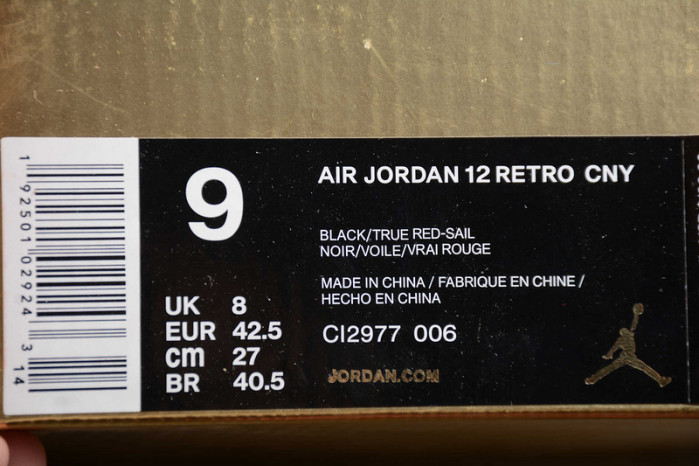 1 92501 02924 3 14
9
UK 8
EUR 42.5
cm 27
BR 40.5
AIR JORDAN 12 RETRO CNY
BLACK/TRUE RED-SAIL
NOIR/VOILE/VRAI ROUGE
MADE IN CHINA / FABRIQUE EN CHINE /
HECHO EN CHINA
CI2977 006
JORDAN.COM